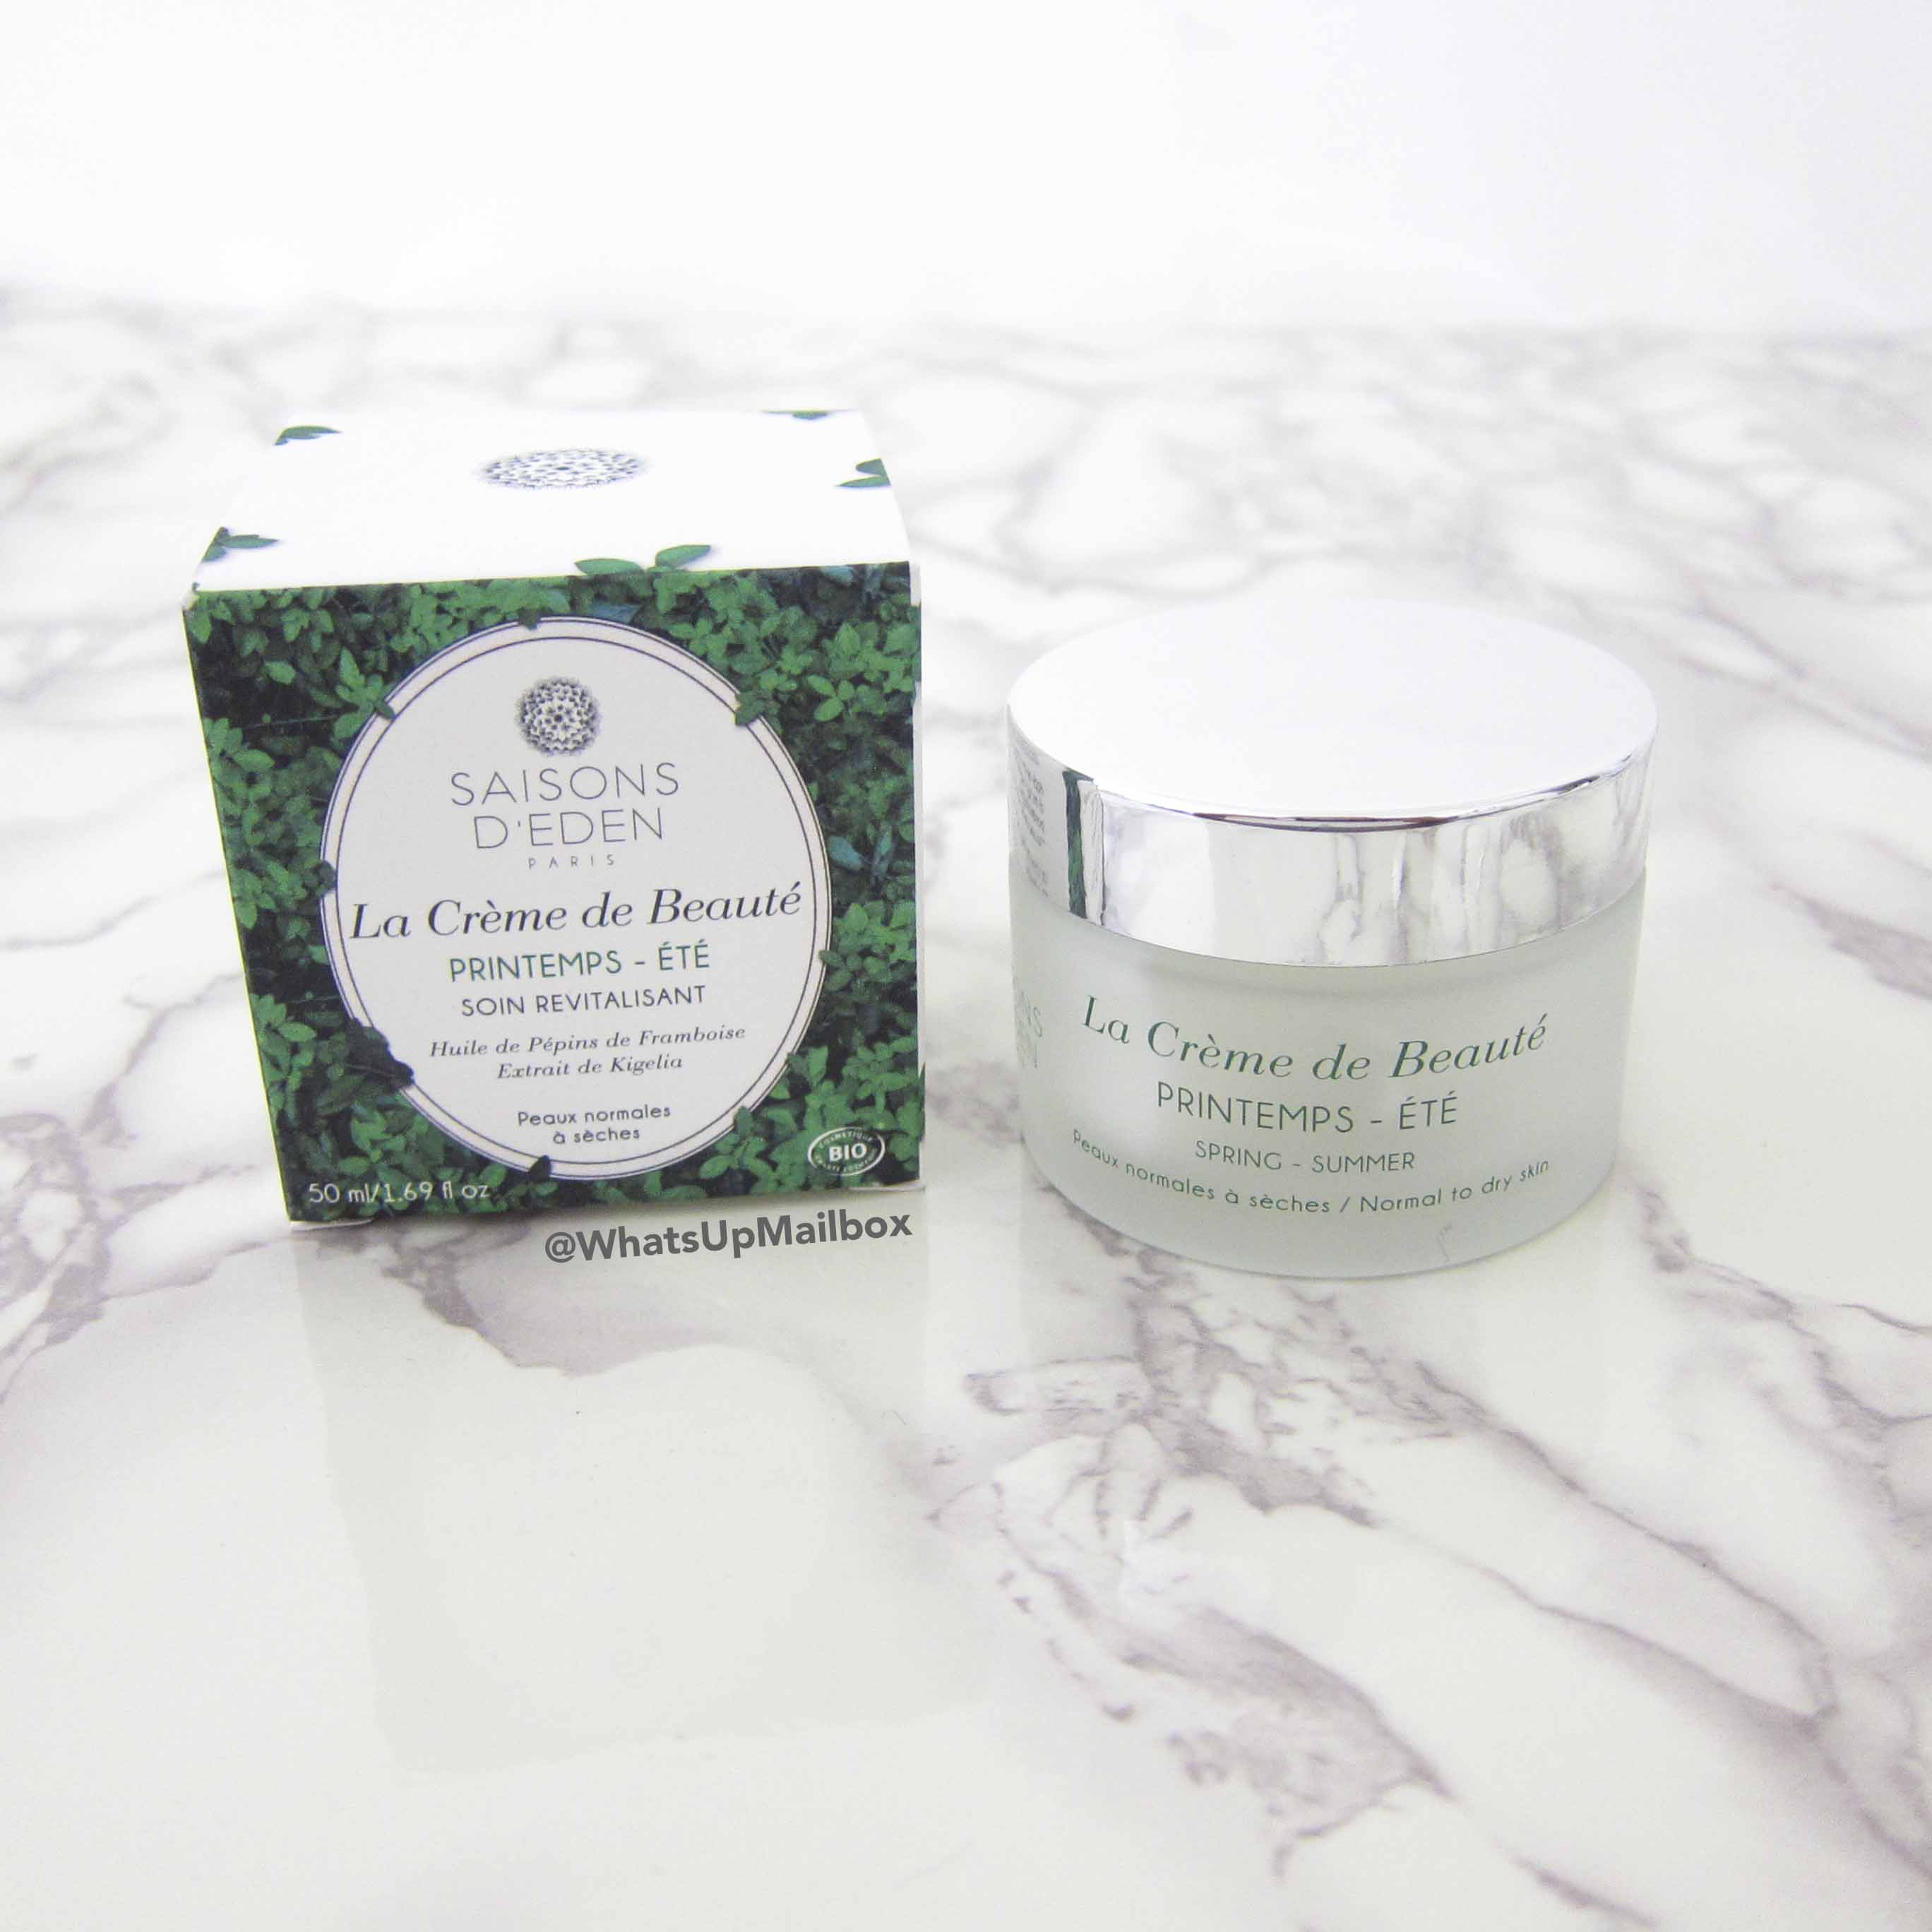 SAISONS
D'EDEN
PARIS
La Crème de Beauté
PRINTEMPS - ÉTÉ
SOIN REVITALISANT
Huile de Pépins de Framboise
Extrait de Kigelia
Peaux normales
à sèches
50 ml/1.69 fl oz
COSMETIQUE
BIO
@WhatsUpMailbox
La Crème de Beauté
PRINTEMPS - ÉTÉ
SPRING - SUMMER
Peaux normales à sèches / Normal to dry skin